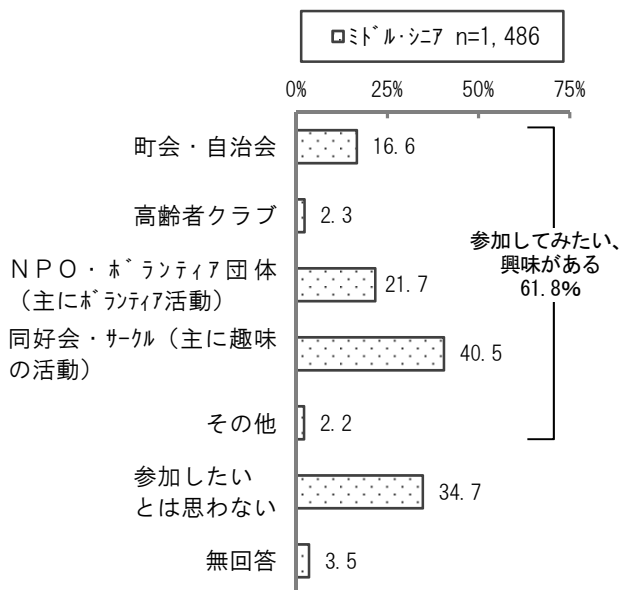 ﾐﾄﾞﾙ・ｼﾆｱ n=1,486
0% 25% 50% 75%
町会・自治会 16.6
高齢者クラブ 2.3
ＮＰＯ・ﾎﾞﾗﾝﾃｨｱ団体
（主にﾎﾞﾗﾝﾃｨｱ活動） 21.7
同好会・ｻｰｸﾙ（主に趣味
の活動） 40.5
その他 2.2
参加したい
とは思わない 34.7
無回答 3.5
参加してみたい、
興味がある
61.8%